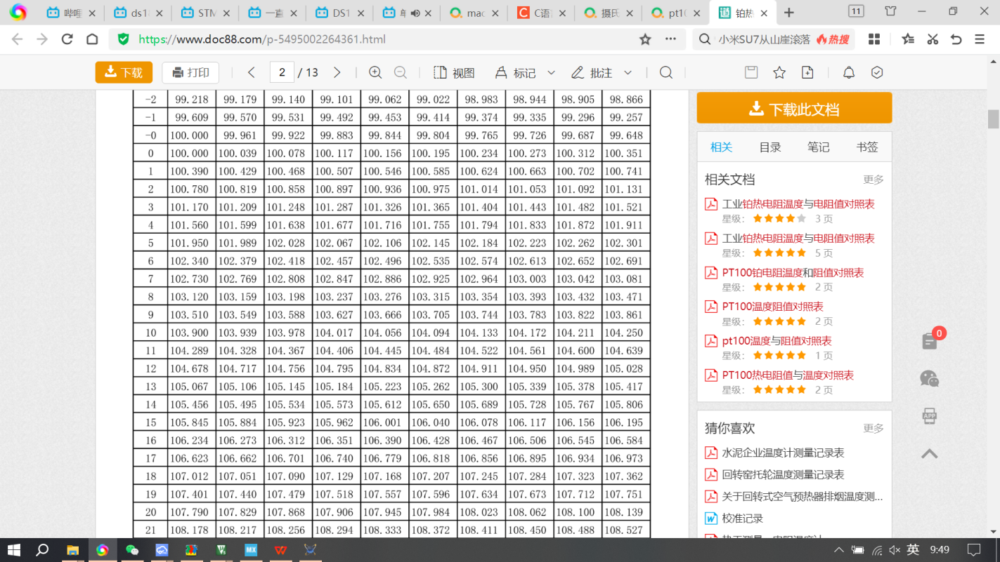 哔哩 ds1 STM 一直 DS1 单 mac C语 摄氏 pt10 铂热 11
https://www.doc88.com/p-5495002264361.html 小米SU7从山崖滚落 热搜
下载 打印 2 / 13 视图 标记 批注
-2 99.218 99.179 99.140 99.101 99.062 99.022 98.983 98.944 98.905 98.866
-1 99.609 99.570 99.531 99.492 99.453 99.414 99.374 99.335 99.296 99.257
-0 100.000 99.961 99.922 99.883 99.844 99.804 99.765 99.726 99.687 99.648
0 100.000 100.039 100.078 100.117 100.156 100.195 100.234 100.273 100.312 100.351
1 100.390 100.429 100.468 100.507 100.546 100.585 100.624 100.663 100.702 100.741
2 100.780 100.819 100.858 100.897 100.936 100.975 101.014 101.053 101.092 101.131
3 101.170 101.209 101.248 101.287 101.326 101.365 101.404 101.443 101.482 101.521
4 101.560 101.599 101.638 101.677 101.716 101.755 101.794 101.833 101.872 101.911
5 101.950 101.989 102.028 102.067 102.106 102.145 102.184 102.223 102.262 102.301
6 102.340 102.379 102.418 102.457 102.496 102.535 102.574 102.613 102.652 102.691
7 102.730 102.769 102.808 102.847 102.886 102.925 102.964 103.003 103.042 103.081
8 103.120 103.159 103.198 103.237 103.276 103.315 103.354 103.393 103.432 103.471
9 103.510 103.549 103.588 103.627 103.666 103.705 103.744 103.783 103.822 103.861
10 103.900 103.939 103.978 104.017 104.056 104.094 104.133 104.172 104.211 104.250
11 104.289 104.328 104.367 104.406 104.445 104.484 104.522 104.561 104.600 104.639
12 104.678 104.717 104.756 104.795 104.834 104.872 104.911 104.950 104.989 105.028
13 105.067 105.106 105.145 105.184 105.223 105.262 105.300 105.339 105.378 105.417
14 105.456 105.495 105.534 105.573 105.612 105.650 105.689 105.728 105.767 105.806
15 105.845 105.884 105.923 105.962 106.001 106.040 106.078 106.117 106.156 106.195
16 106.234 106.273 106.312 106.351 106.390 106.428 106.467 106.506 106.545 106.584
17 106.623 106.662 106.701 106.740 106.779 106.818 106.856 106.895 106.934 106.973
18 107.012 107.051 107.090 107.129 107.168 107.207 107.245 107.284 107.323 107.362
19 107.401 107.440 107.479 107.518 107.557 107.596 107.634 107.673 107.712 107.751
20 107.790 107.829 107.868 107.906 107.945 107.984 108.023 108.062 108.100 108.139
21 108.178 108.217 108.256 108.294 108.333 108.372 108.411 108.450 108.488 108.527
下载此文档
相关 目录 笔记 书签
相关文档 更多
工业铂热电阻温度与电阻值对照表
星级: 3 页
工业铂热电阻温度与电阻值对照表
星级: 5 页
PT100铂电阻温度和阻值对照表
星级: 2 页
PT100温度阻值对照表
星级: 2 页
pt100温度与阻值对照表
星级: 1 页
PT100热电阻值与温度对照表
星级: 2 页
猜你喜欢 更多
水泥企业温度计测量记录表
回转窑托轮温度测量记录表
关于回转式空气预热器排烟温度测...
校准记录
0
APP
英 9:49